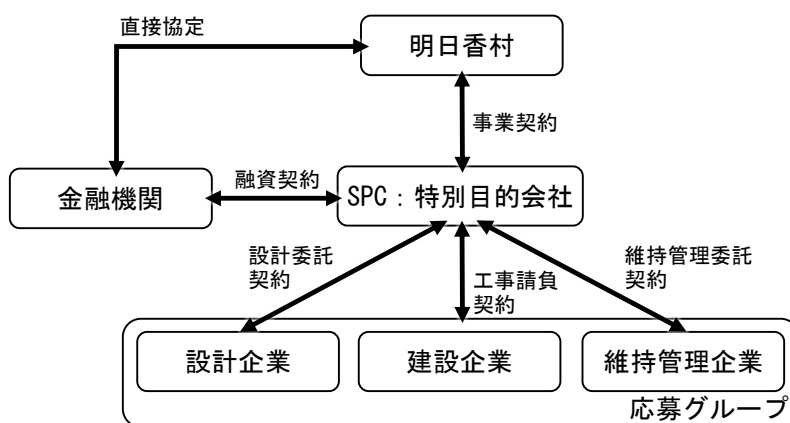 直接協定
明日香村
事業契約
金融機関
融資契約
SPC：特別目的会社
設計委託
契約
工事請負
契約
維持管理委託
契約
設計企業
建設企業
維持管理企業
応募グループ